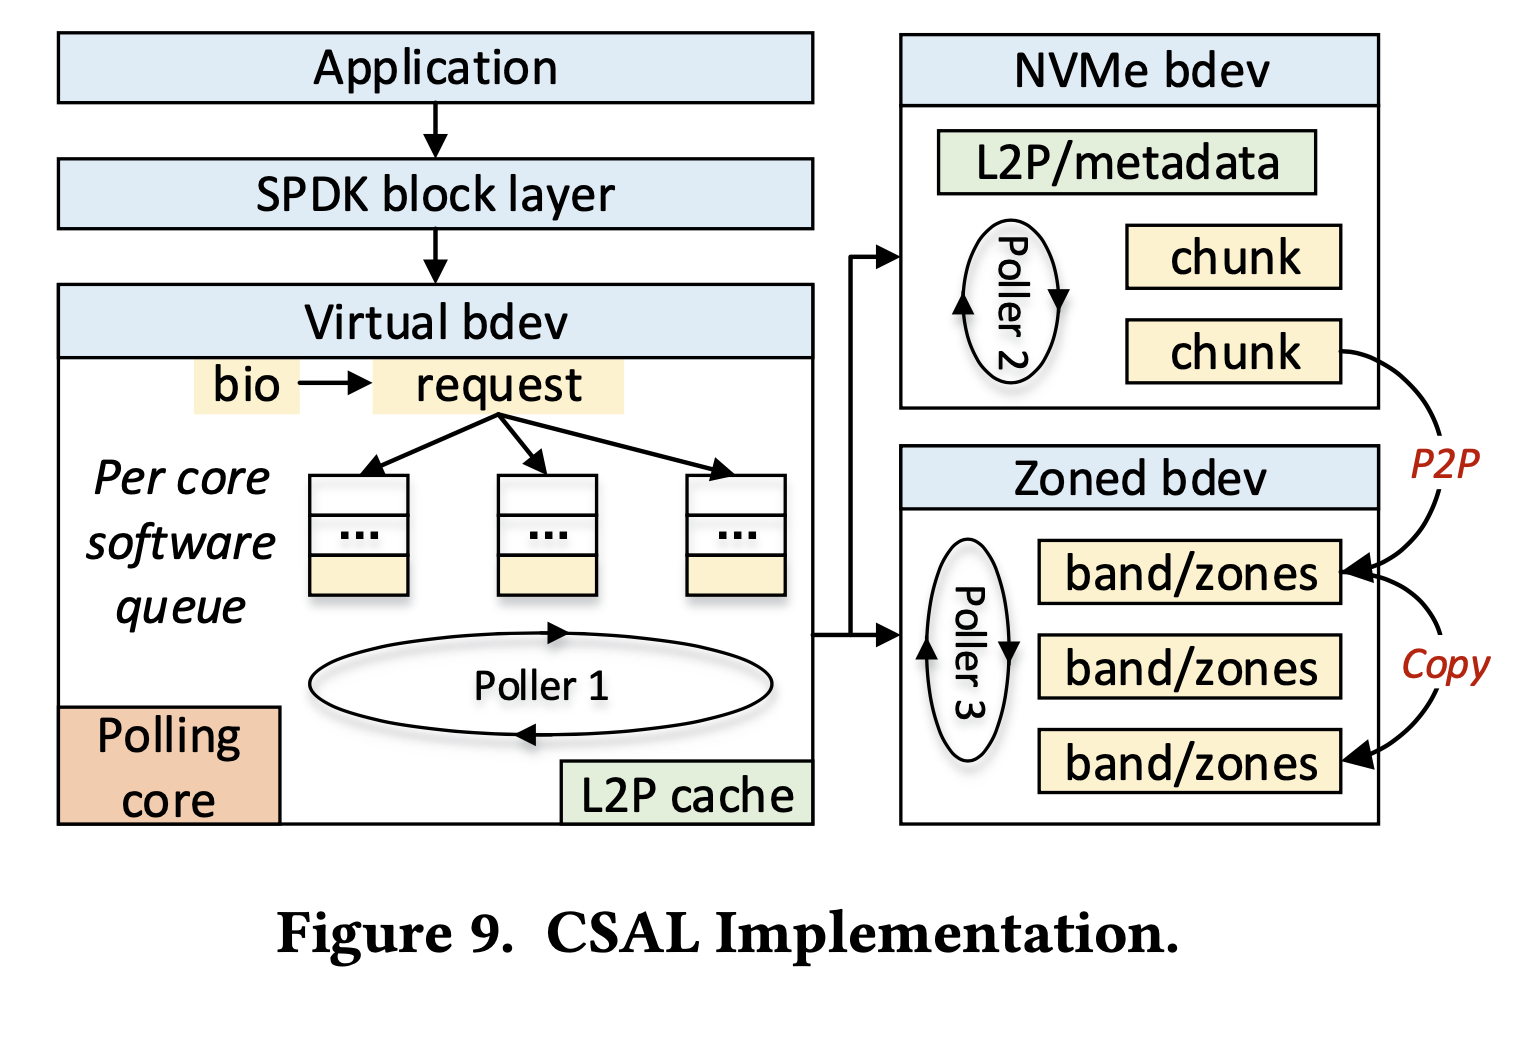 Application
SPDK block layer
Virtual bdev
bio
request
Per core
software
queue
...
...
...
Poller 1
Polling
core
L2P cache
NVMe bdev
L2P/metadata
Poller 2
chunk
chunk
P2P
Zoned bdev
Poller 3
band/zones
band/zones
band/zones
Copy
Figure 9. CSAL Implementation.